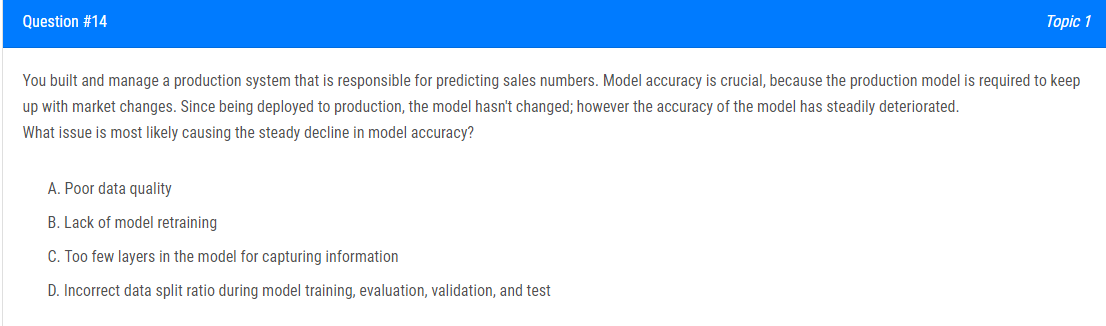 Question #14
Topic 1
You built and manage a production system that is responsible for predicting sales numbers. Model accuracy is crucial, because the production model is required to keep
up with market changes. Since being deployed to production, the model hasn't changed; however the accuracy of the model has steadily deteriorated.
What issue is most likely causing the steady decline in model accuracy?
A. Poor data quality
B. Lack of model retraining
C. Too few layers in the model for capturing information
D. Incorrect data split ratio during model training, evaluation, validation, and test